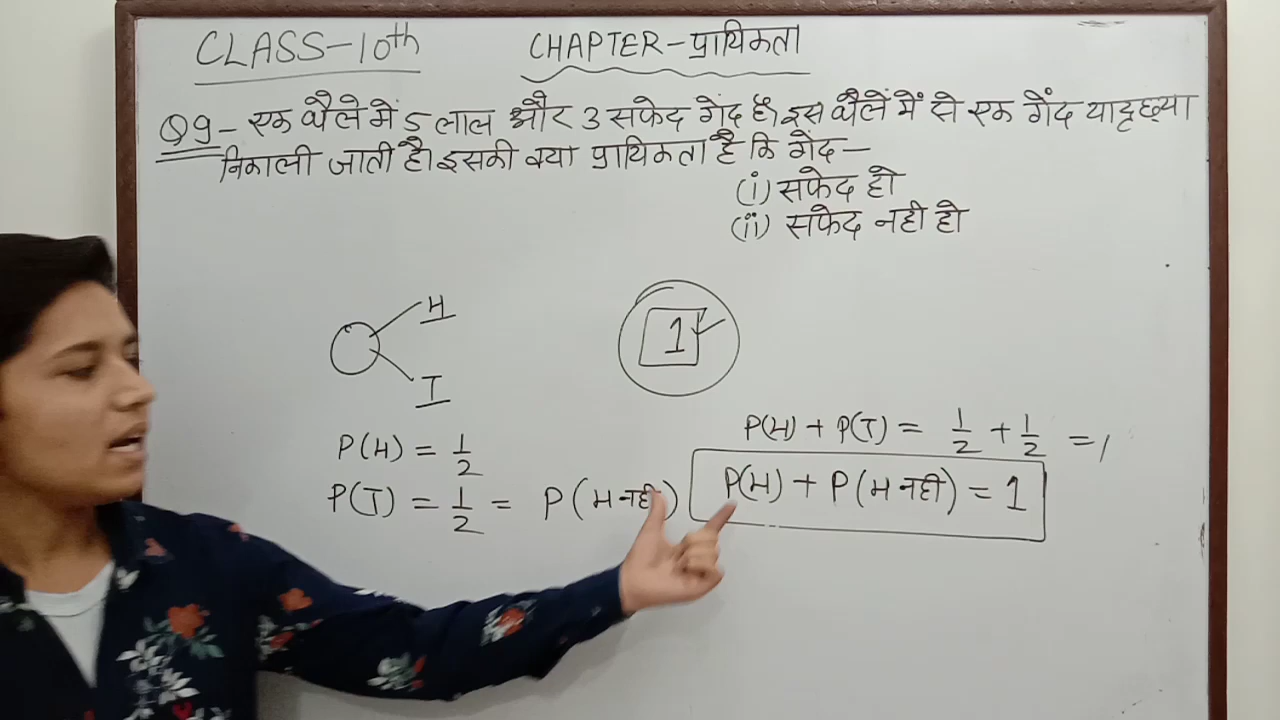 CLASS-10th CHAPTER-प्रायिकता
Q9- एक थैले में 5 लाल और 3 सफेद गेंद है, इस थैलें में से एक गेंद यादृच्छ्या
निकाली जाती है। इसकी क्या प्रायिकता है कि गेंद-
(i) सफेद हो
(ii) सफेद नही हो
H
T
1
P(H) = 1/2
P(T) = 1/2 = P(H नही)
P(H) + P(T) = 1/2 + 1/2 = 1
P(H) + P(H नही) = 1